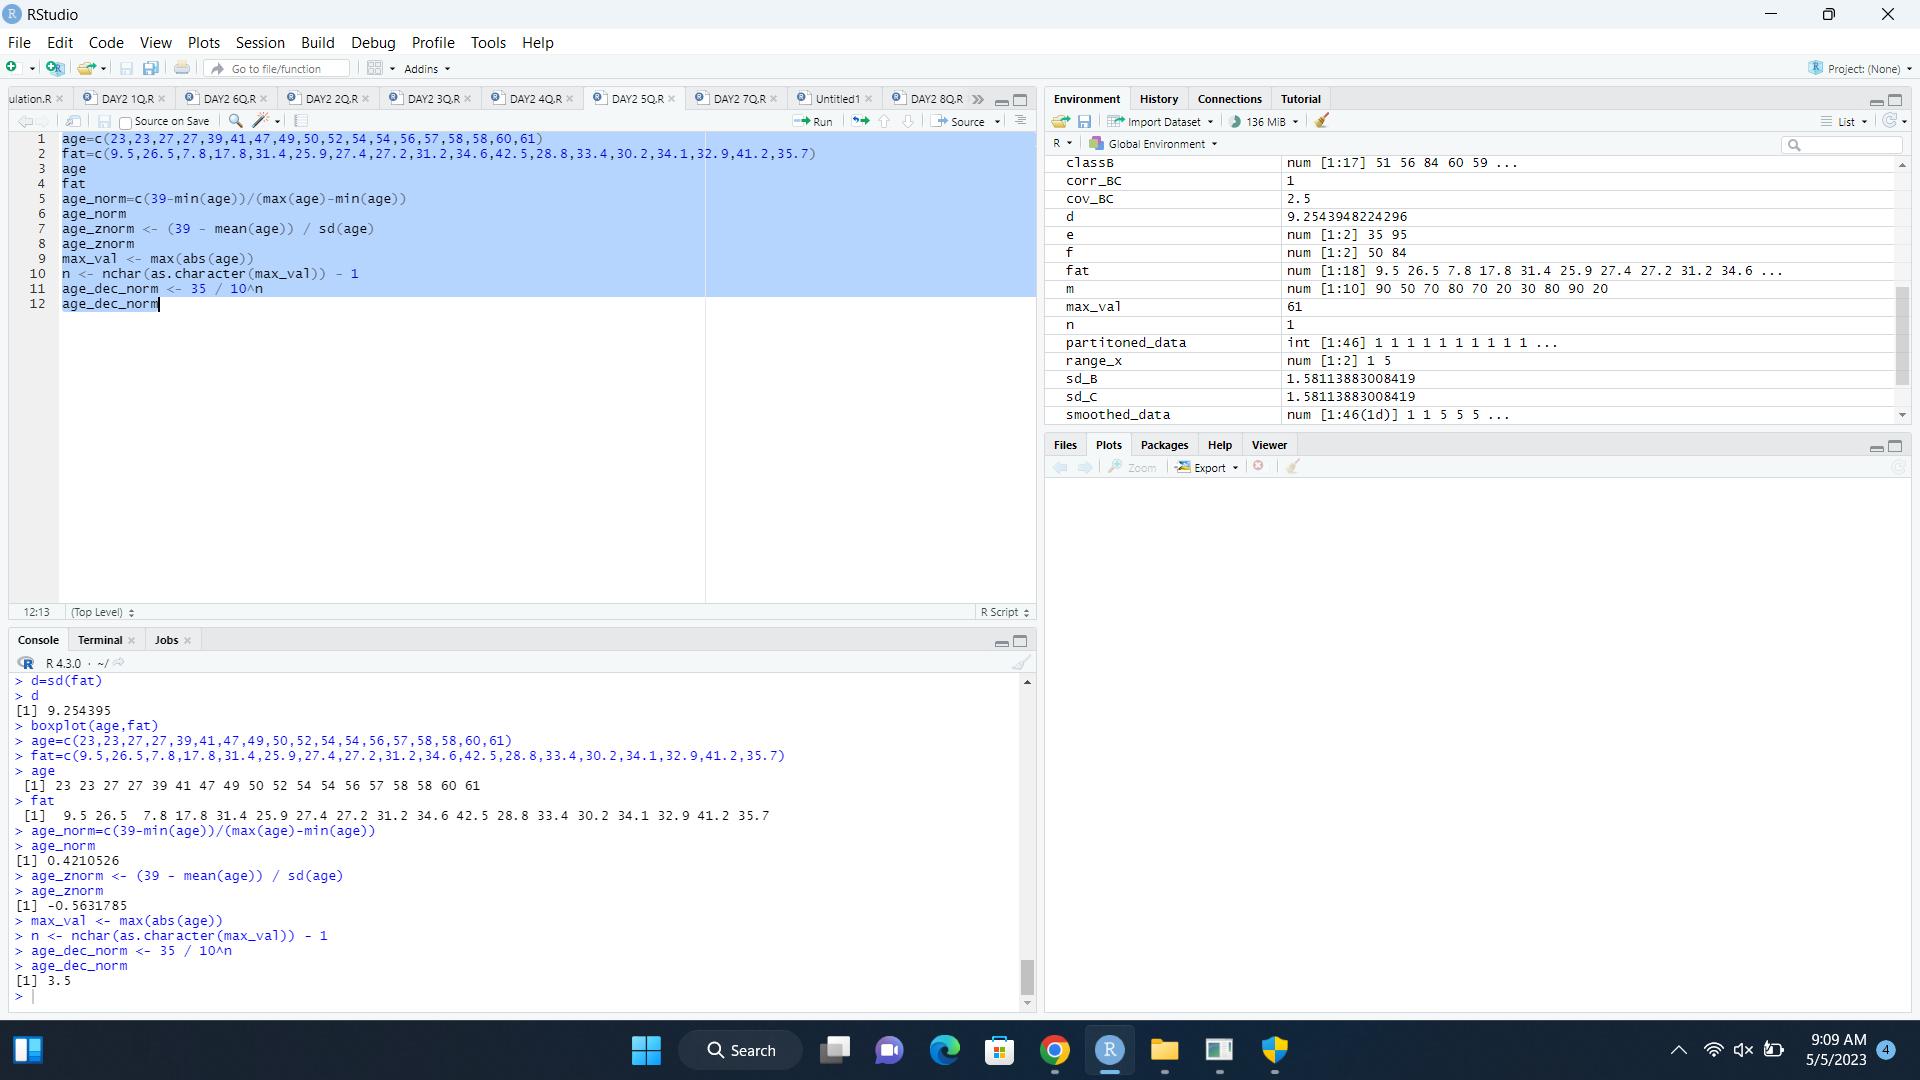 RStudio
File Edit Code View Plots Session Build Debug Profile Tools Help
Go to file/function Addins Project: (None)
ulation.R DAY2 1Q.R DAY2 6Q.R DAY2 2Q.R DAY2 3Q.R DAY2 4Q.R DAY2 5Q.R DAY2 7Q.R Untitled1 DAY2 8Q.R
Source on Save Run Source
1 age=c(23,23,27,27,39,41,47,49,50,52,54,54,56,57,58,58,60,61)
2 fat=c(9.5,26.5,7.8,17.8,31.4,25.9,27.4,27.2,31.2,34.6,42.5,28.8,33.4,30.2,34.1,32.9,41.2,35.7)
3 age
4 fat
5 age_norm=c(39-min(age))/(max(age)-min(age))
6 age_norm
7 age_znorm <- (39 - mean(age)) / sd(age)
8 age_znorm
9 max_val <- max(abs(age))
10 n <- nchar(as.character(max_val)) - 1
11 age_dec_norm <- 35 / 10^n
12 age_dec_norm
12:13 (Top Level) R Script
Console Terminal Jobs
R 4.3.0 · ~/
> d=sd(fat)
> d
[1] 9.254395
> boxplot(age,fat)
> age=c(23,23,27,27,39,41,47,49,50,52,54,54,56,57,58,58,60,61)
> fat=c(9.5,26.5,7.8,17.8,31.4,25.9,27.4,27.2,31.2,34.6,42.5,28.8,33.4,30.2,34.1,32.9,41.2,35.7)
> age
[1] 23 23 27 27 39 41 47 49 50 52 54 54 56 57 58 58 60 61
> fat
[1] 9.5 26.5 7.8 17.8 31.4 25.9 27.4 27.2 31.2 34.6 42.5 28.8 33.4 30.2 34.1 32.9 41.2 35.7
> age_norm=c(39-min(age))/(max(age)-min(age))
> age_norm
[1] 0.4210526
> age_znorm <- (39 - mean(age)) / sd(age)
> age_znorm
[1] -0.5631785
> max_val <- max(abs(age))
> n <- nchar(as.character(max_val)) - 1
> age_dec_norm <- 35 / 10^n
> age_dec_norm
[1] 3.5
>
Environment History Connections Tutorial
Import Dataset 136 MiB List
R Global Environment
classB num [1:17] 51 56 84 60 59 ...
corr_BC 1
cov_BC 2.5
d 9.2543948224296
e num [1:2] 35 95
f num [1:2] 50 84
fat num [1:18] 9.5 26.5 7.8 17.8 31.4 25.9 27.4 27.2 31.2 34.6 ...
m num [1:10] 90 50 70 80 70 20 30 80 90 20
max_val 61
n 1
partitoned_data int [1:46] 1 1 1 1 1 1 1 1 1 1 ...
range_x num [1:2] 1 5
sd_B 1.58113883008419
sd_C 1.58113883008419
smoothed_data num [1:46(1d)] 1 1 5 5 5 ...
Files Plots Packages Help Viewer
Zoom Export
Search
9:09 AM
5/5/2023
4